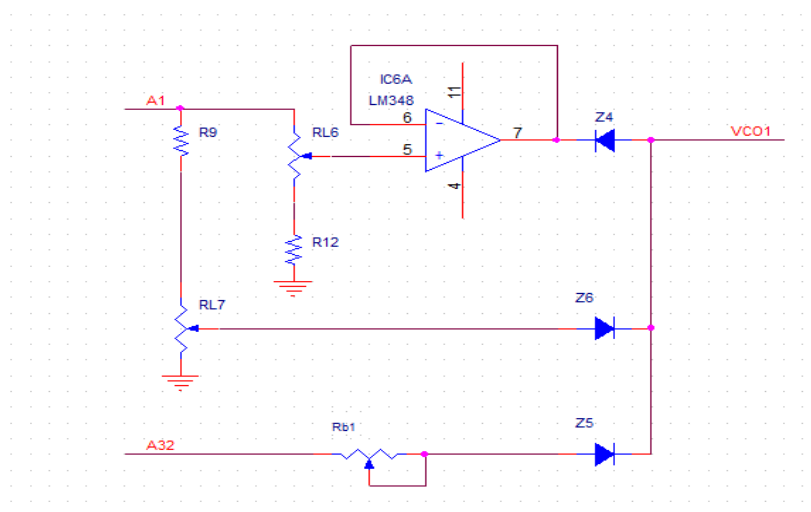 IC6A
LM348
11
Z4
A1
R9
RL6
6
-
7
VCO1
5
+
4
R12
RL7
Z6
Rb1
Z5
A32